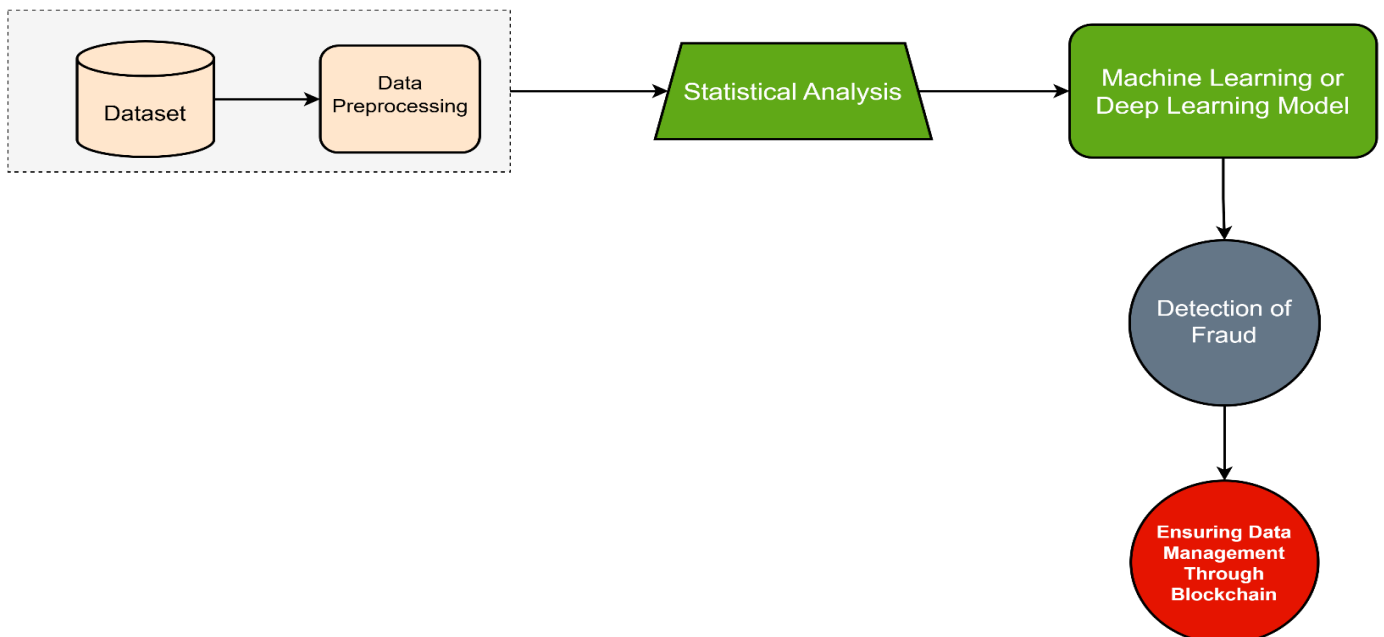 Dataset
Data
Preprocessing
Statistical Analysis
Machine Learning or
Deep Learning Model
Detection of
Fraud
Ensuring Data
Management
Through
Blockchain